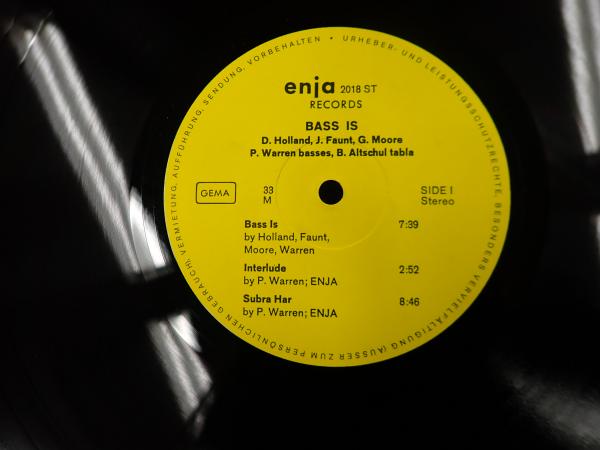 URHEBER- UND LEISTUNGSSCHUTZRECHTE, BESONDERS VERVIELFÄLTIGUNG (AUSSER ZUM PERSÖNLICHEN GEBRAUCH), VERMIETUNG, AUFFÜHRUNG, SENDUNG, VORBEHALTEN •
enja 2018 ST
RECORDS
BASS IS
D. Holland, J. Faunt, G. Moore
P. Warren basses, B. Altschul tabla
GEMA
33
M
SIDE I
Stereo
Bass Is 7:39
by Holland, Faunt,
Moore, Warren
Interlude 2:52
by P. Warren; ENJA
Subra Har 8:46
by P. Warren; ENJA